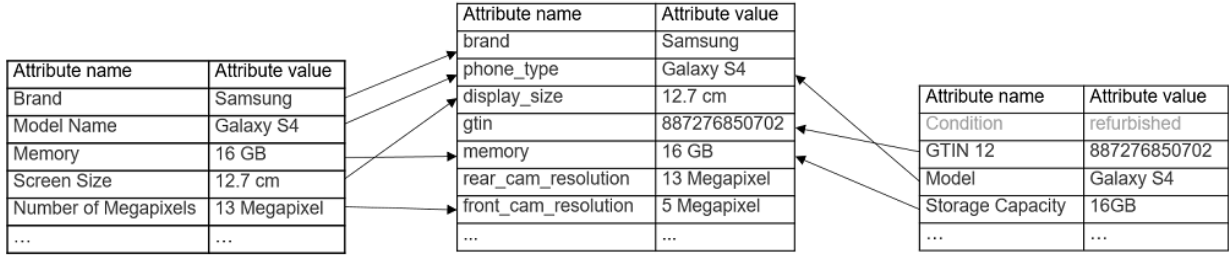 Attribute name Attribute value
Brand Samsung
Model Name Galaxy S4
Memory 16 GB
Screen Size 12.7 cm
Number of Megapixels 13 Megapixel
... ...
Attribute name Attribute value
brand Samsung
phone_type Galaxy S4
display_size 12.7 cm
gtin 887276850702
memory 16 GB
rear_cam_resolution 13 Megapixel
front_cam_resolution 5 Megapixel
... ...
Attribute name Attribute value
Condition refurbished
GTIN 12 887276850702
Model Galaxy S4
Storage Capacity 16GB
... ...